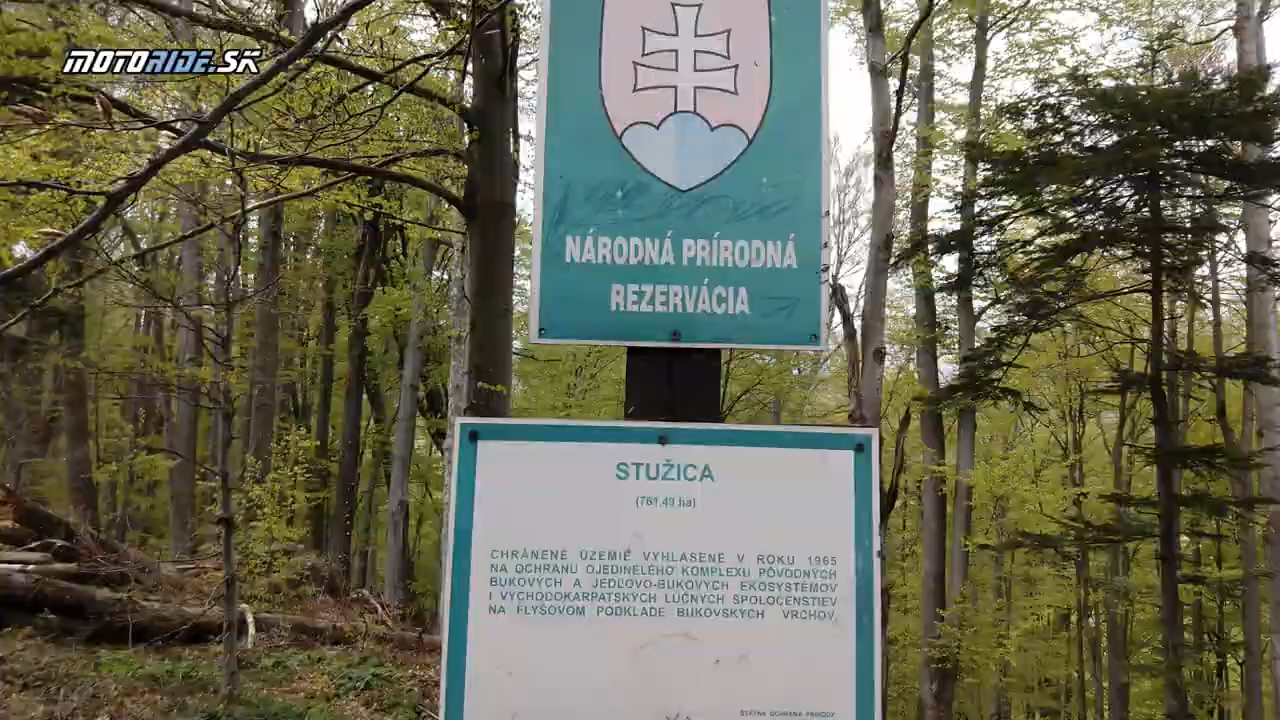 MOTORIDE.SK
NÁRODNÁ PRÍRODNÁ
REZERVÁCIA
STUŽICA
(761,49 ha)
CHRÁNENÉ ÚZEMIE VYHLÁSENÉ V ROKU 1965
NA OCHRANU OJEDINELÉHO KOMPLEXU PÔVODNÝCH
BUKOVÝCH A JEDĽOVO-BUKOVÝCH EKOSYSTÉMOV
I VÝCHODOKARPATSKÝCH LÚČNYCH SPOLOČENSTIEV
NA FLYŠOVOM PODKLADE BUKOVSKÝCH VRCHOV
ŠTÁTNA OCHRANA PRÍRODY